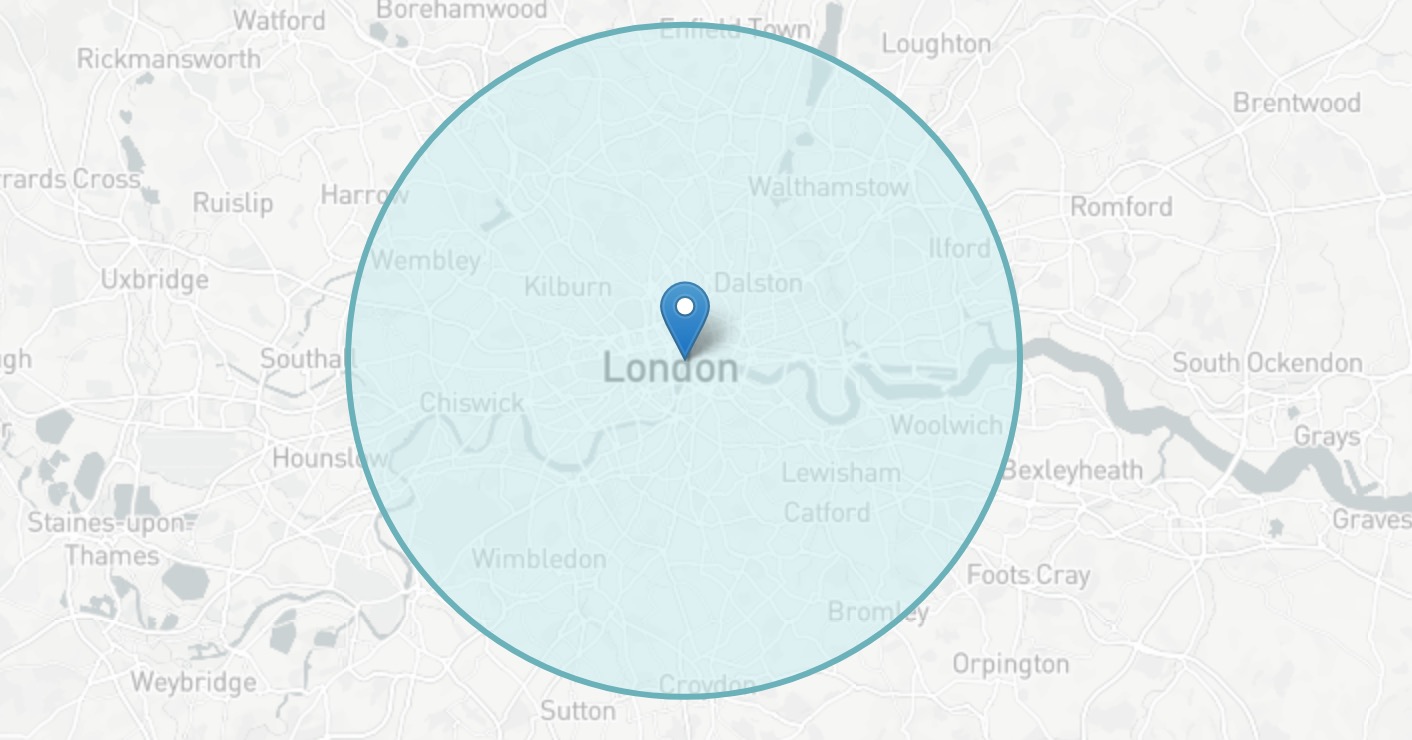 Borehamwood
Watford
Enfield Town
Loughton
Rickmansworth
Brentwood
rrards Cross
Walthamstow
Harrow
Ruislip
Romford
Ilford
Wembley
Uxbridge
Kilburn
Dalston
Southall
London
South Ockendon
Chiswick
Woolwich
Grays
Hounslow
Bexleyheath
Lewisham
Catford
Staines-upon-
Thames
Graves
Wimbledon
Foots Cray
Bromley
Orpington
Weybridge
Croydon
Sutton